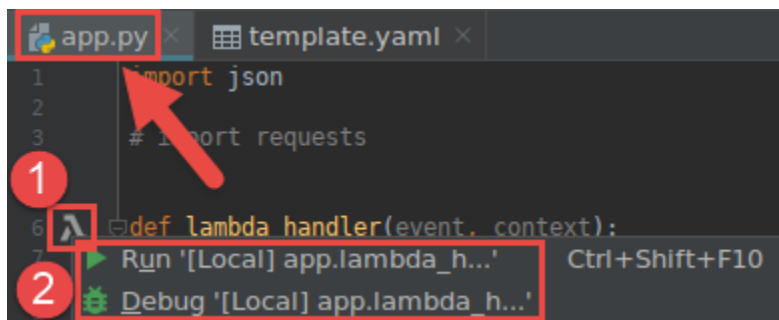 app.py template.yaml
1 import json
2
3 # import requests
1
6 def lambda_handler(event, context):
7 Run '[Local] app.lambda_h...' Ctrl+Shift+F10
2 Debug '[Local] app.lambda_h...'